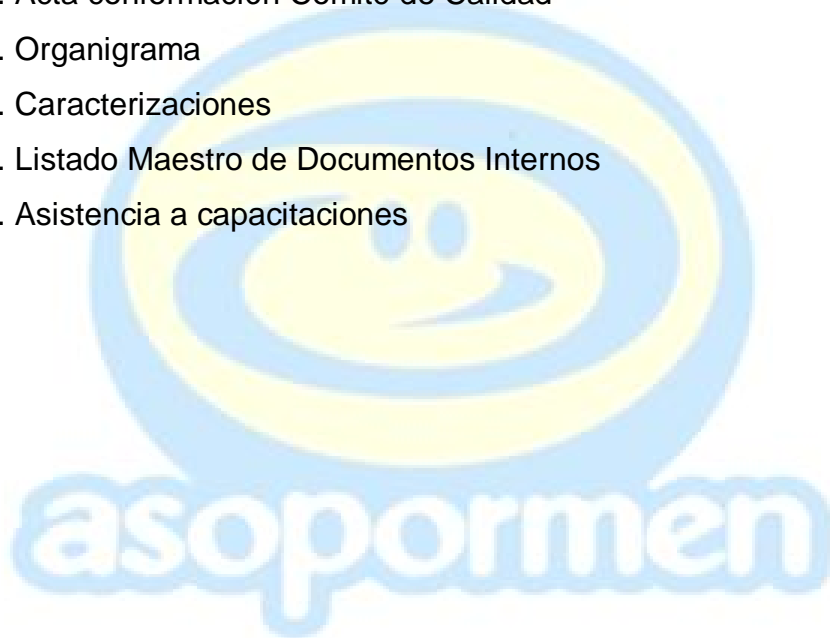 . Acta conformación Comité de Calidad
. Organigrama
. Caracterizaciones
. Listado Maestro de Documentos Internos
. Asistencia a capacitaciones
asopormen